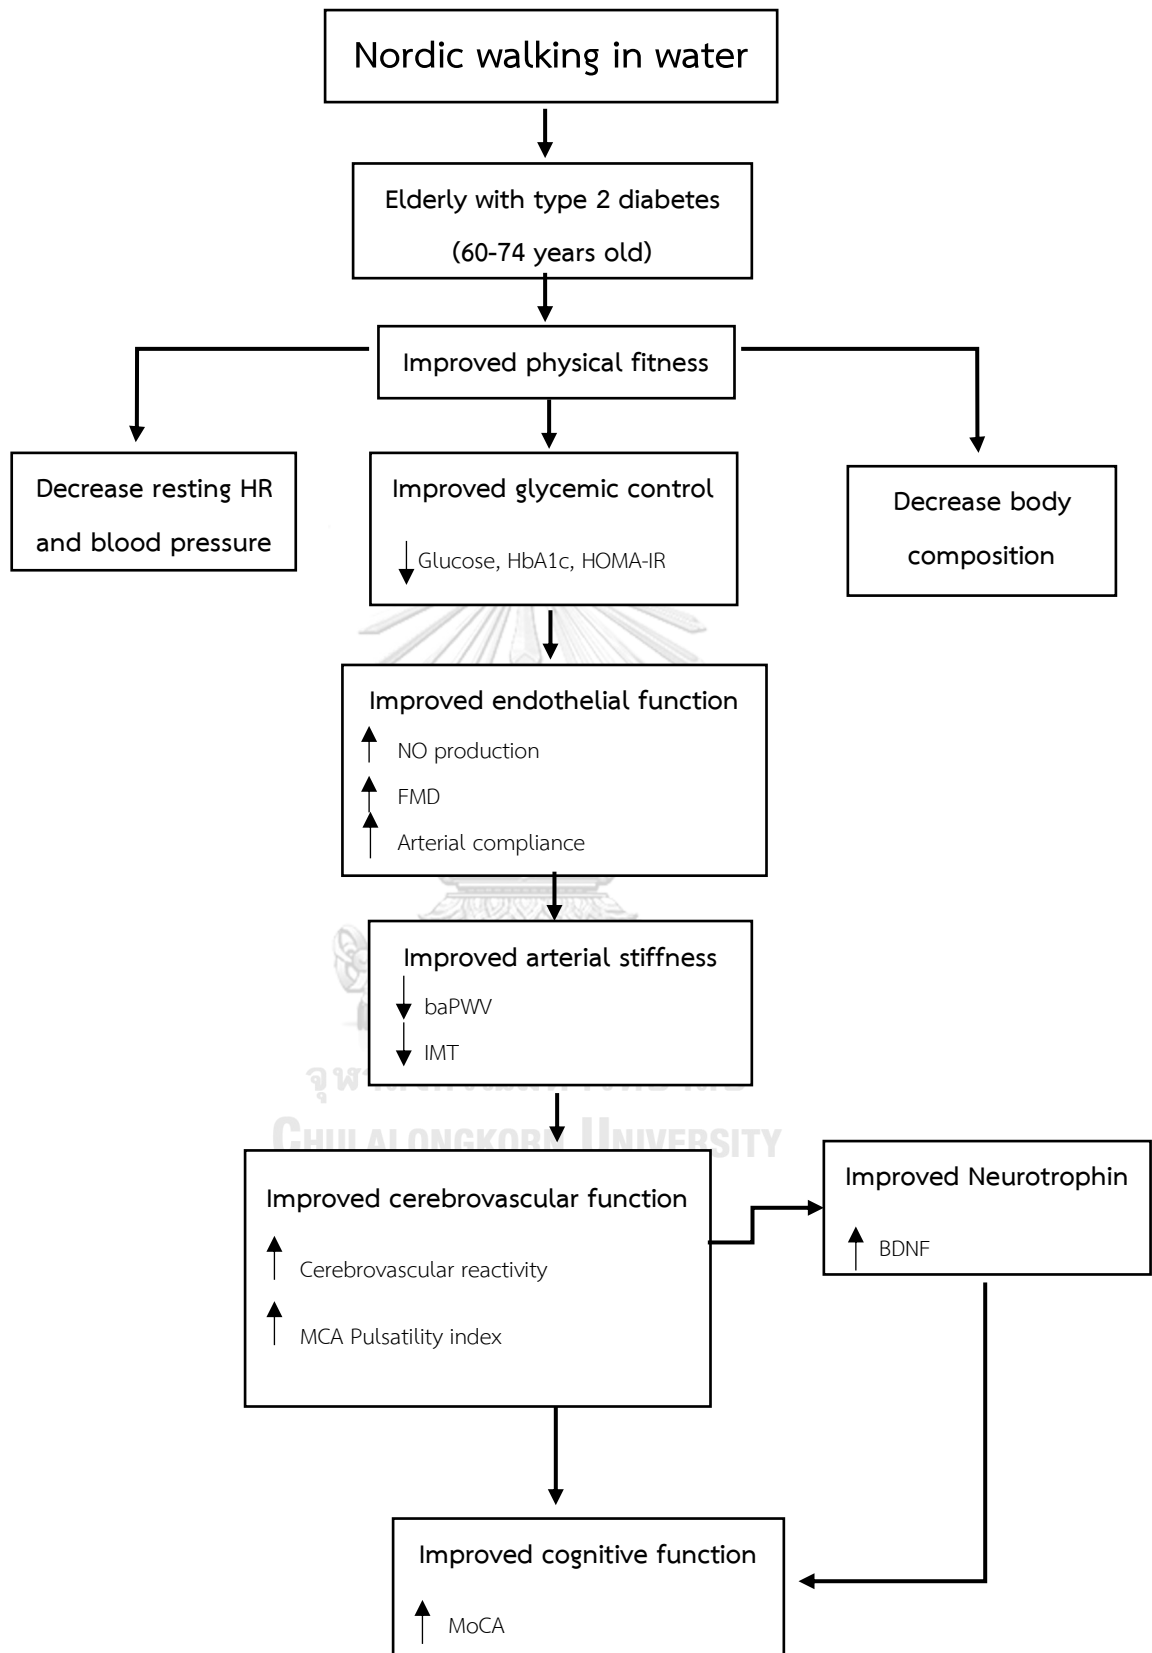 Nordic walking in water
Elderly with type 2 diabetes
(60-74 years old)
Improved physical fitness
Decrease resting HR
and blood pressure
Improved glycemic control
Glucose, HbA1c, HOMA-IR
Decrease body
composition
Improved endothelial function
NO production
FMD
Arterial compliance
Improved arterial stiffness
baPWV
IMT
CHULALONGKORN UNIVERSITY
Improved cerebrovascular function
Cerebrovascular reactivity
MCA Pulsatility index
Improved Neurotrophin
BDNF
Improved cognitive function
MoCA